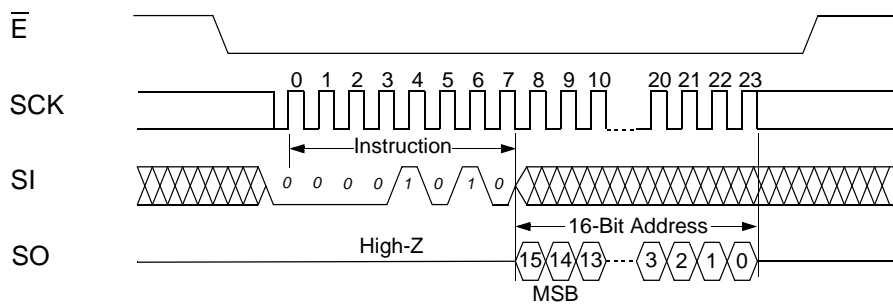 E
0 1 2 3 4 5 6 7 8 9 10 20 21 22 23
SCK
Instruction
SI 0 0 0 0 1 0 1 0
16-Bit Address
High-Z
SO 15 14 13 3 2 1 0
MSB